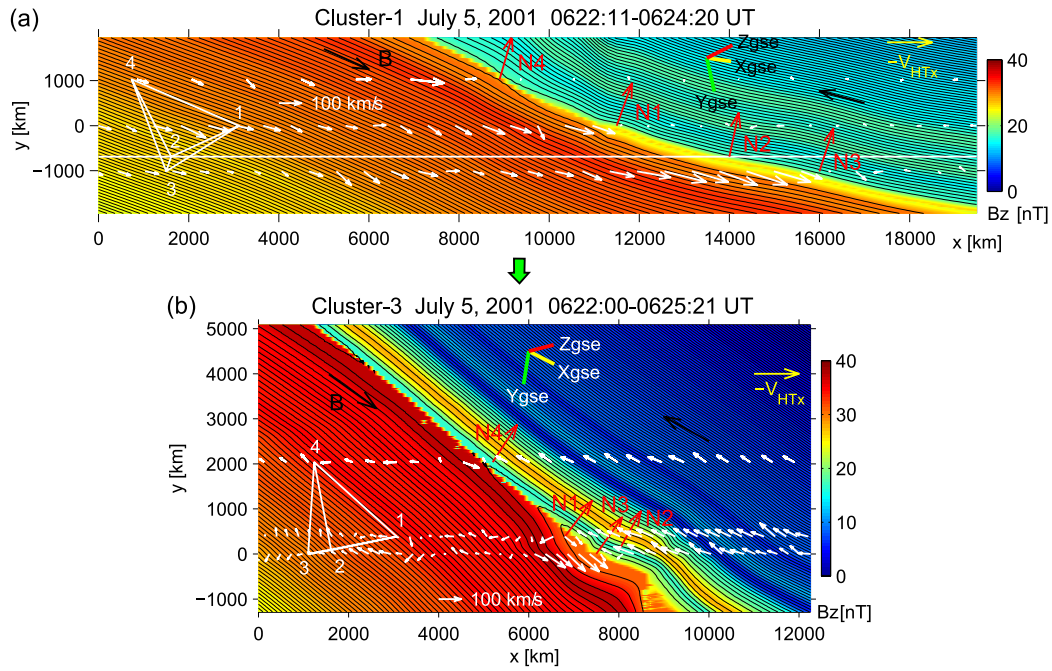 (a)
Cluster-1 July 5, 2001 0622:11-0624:20 UT
y [km]
1000
0
−1000
4
1
2
3
B
100 km/s
N4
N1
N2
N3
Zgse
Xgse
Ygse
−VHTx
40
30
20
10
0
Bz [nT]
0 2000 4000 6000 8000 10000 12000 14000 16000 18000
x [km]
(b)
Cluster-3 July 5, 2001 0622:00-0625:21 UT
y [km]
5000
4000
3000
2000
1000
0
−1000
B
4
1
3
2
N4
N1
N3
N2
Zgse
Xgse
Ygse
−VHTx
100 km/s
40
30
20
10
0
Bz[nT]
0 2000 4000 6000 8000 10000 12000
x [km]